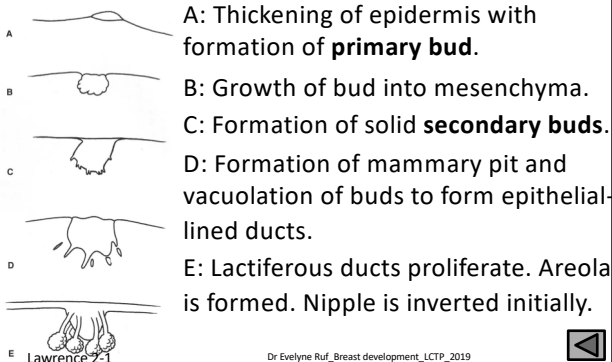 A
A: Thickening of epidermis with
formation of primary bud.
B
B: Growth of bud into mesenchyma.
C: Formation of solid secondary buds.
C
D: Formation of mammary pit and
vacuolation of buds to form epithelial-
lined ducts.
D
E: Lactiferous ducts proliferate. Areola
is formed. Nipple is inverted initially.
E
Lawrence 2-1
Dr Evelyne Ruf_Breast development_LCTP_2019